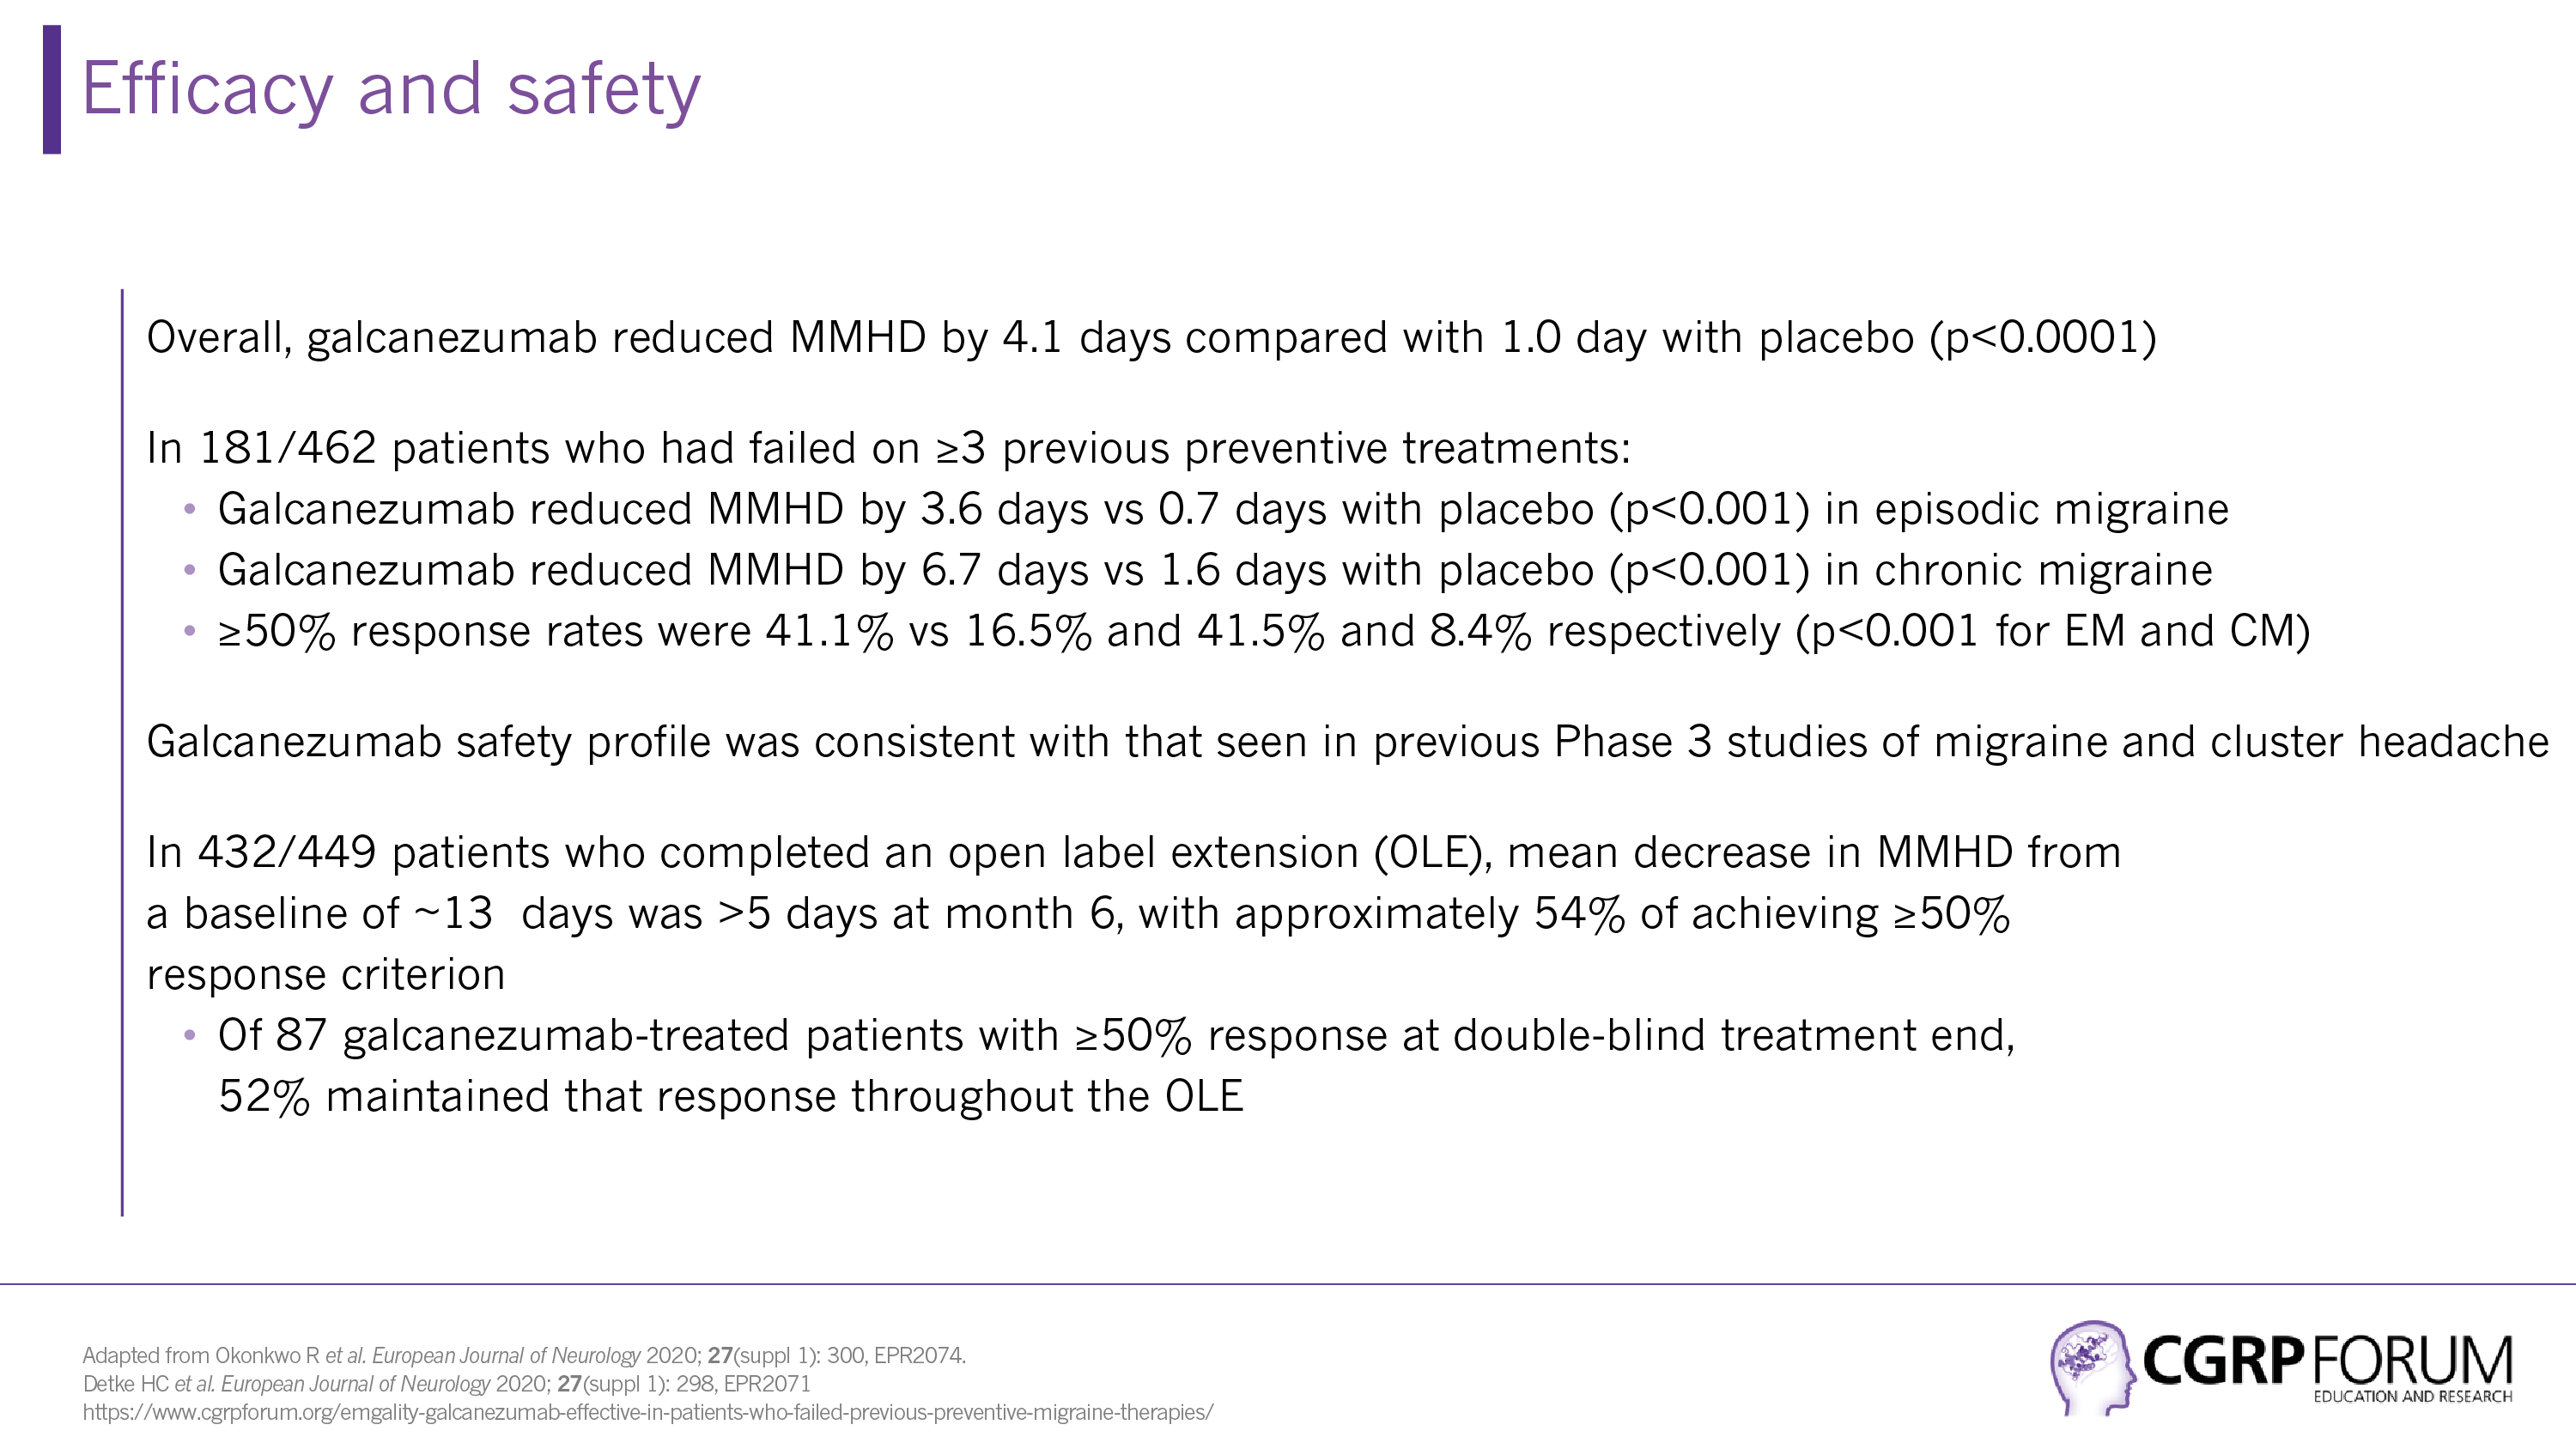 Efficacy and safety
Overall, galcanezumab reduced MMHD by 4.1 days compared with 1.0 day with placebo (p<0.0001)
In 181/462 patients who had failed on ≥3 previous preventive treatments:
• Galcanezumab reduced MMHD by 3.6 days vs 0.7 days with placebo (p<0.001) in episodic migraine
• Galcanezumab reduced MMHD by 6.7 days vs 1.6 days with placebo (p<0.001) in chronic migraine
• ≥50% response rates were 41.1% vs 16.5% and 41.5% and 8.4% respectively (p<0.001 for EM and CM)
Galcanezumab safety profile was consistent with that seen in previous Phase 3 studies of migraine and cluster headache
In 432/449 patients who completed an open label extension (OLE), mean decrease in MMHD from
a baseline of ~13 days was >5 days at month 6, with approximately 54% of achieving ≥50%
response criterion
• Of 87 galcanezumab-treated patients with ≥50% response at double-blind treatment end,
52% maintained that response throughout the OLE
Adapted from Okonkwo R et al. European Journal of Neurology 2020; 27(suppl 1): 300, EPR2074.
Detke HC et al. European Journal of Neurology 2020; 27(suppl 1): 298, EPR2071
https://www.cgrpforum.org/emgality-galcanezumab-effective-in-patients-who-failed-previous-preventive-migraine-therapies/
CGRP FORUM
EDUCATION AND RESEARCH